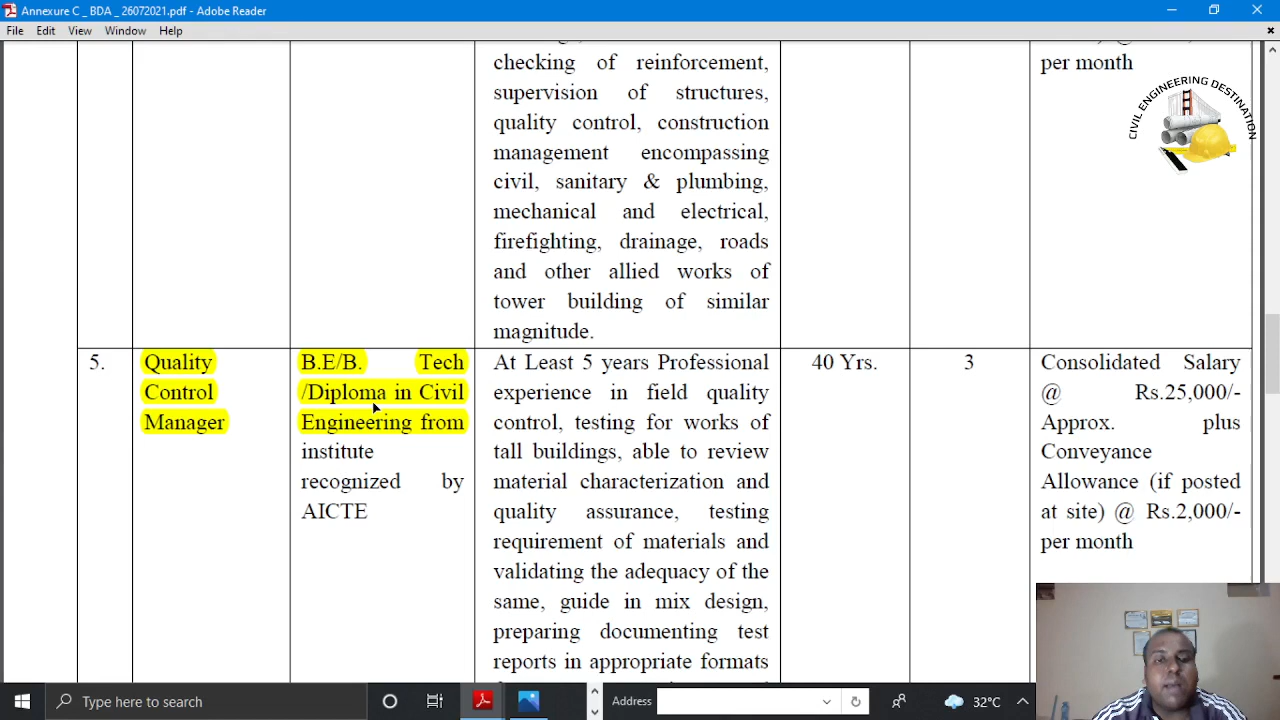 Annexure C _ BDA _ 26072021.pdf - Adobe Reader
File Edit View Window Help
checking of reinforcement,
supervision of structures,
quality control, construction
management encompassing
civil, sanitary & plumbing,
mechanical and electrical,
firefighting, drainage, roads
and other allied works of
tower building of similar
magnitude.
per month
CIVIL ENGINEERING DESTINATION
5.
Quality
Control
Manager
B.E/B. Tech
/Diploma in Civil
Engineering from
institute
recognized by
AICTE
At Least 5 years Professional
experience in field quality
control, testing for works of
tall buildings, able to review
material characterization and
quality assurance, testing
requirement of materials and
validating the adequacy of the
same, guide in mix design,
preparing documenting test
reports in appropriate formats
40 Yrs.
3
Consolidated Salary
@ Rs.25,000/-
Approx. plus
Conveyance
Allowance (if posted
at site) @ Rs.2,000/-
per month
Type here to search
Address
32°C